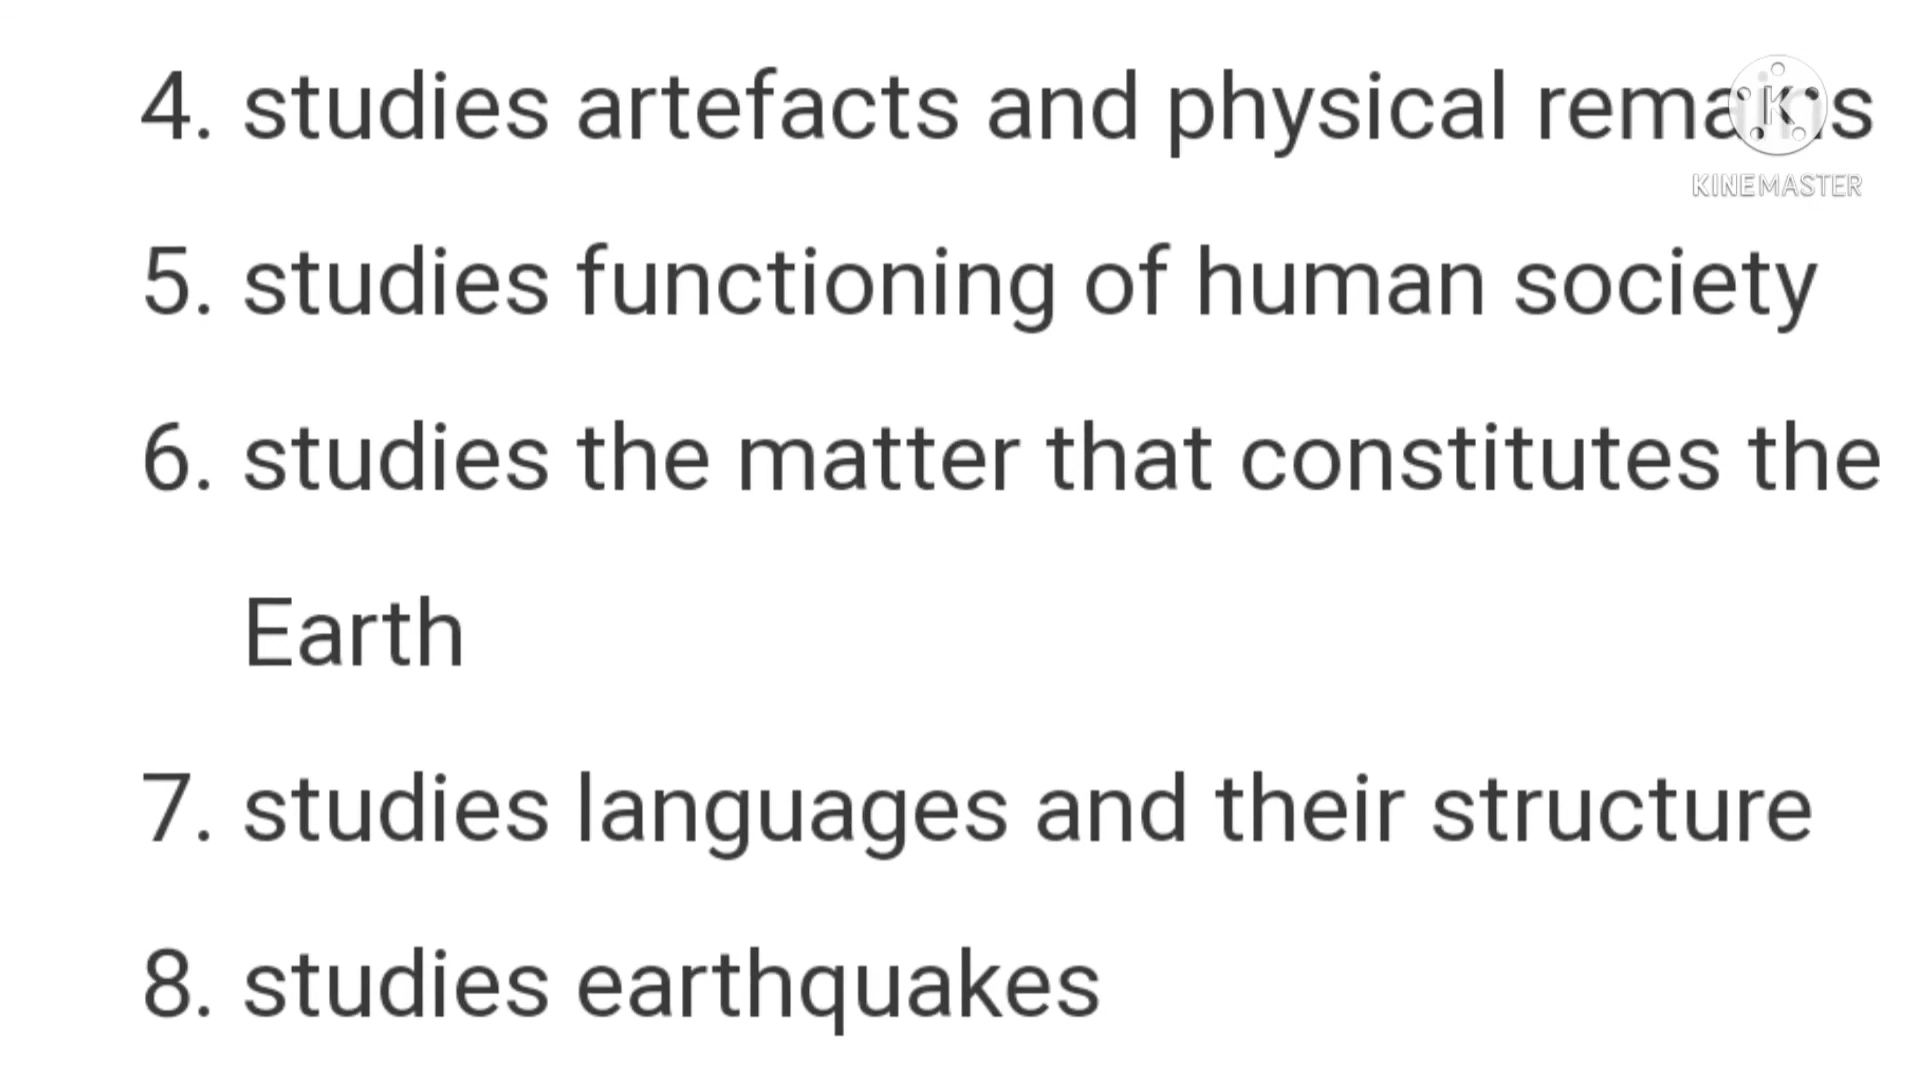 4. studies artefacts and physical remains
KINEMASTER
5. studies functioning of human society
6. studies the matter that constitutes the
Earth
7. studies languages and their structure
8. studies earthquakes